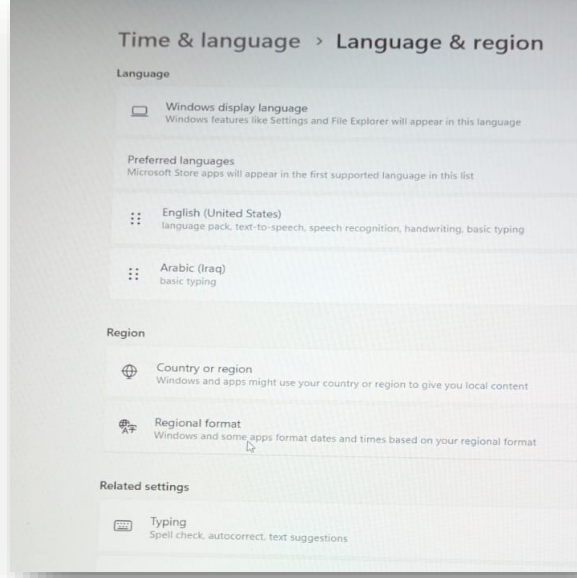 Time & language > Language & region
Language
Windows display language
Windows features like Settings and File Explorer will appear in this language
Preferred languages
Microsoft Store apps will appear in the first supported language in this list
English (United States)
language pack, text-to-speech, speech recognition, handwriting, basic typing
Arabic (Iraq)
basic typing
Region
Country or region
Windows and apps might use your country or region to give you local content
Regional format
Windows and some apps format dates and times based on your regional format
Related settings
Typing
Spell check, autocorrect, text suggestions